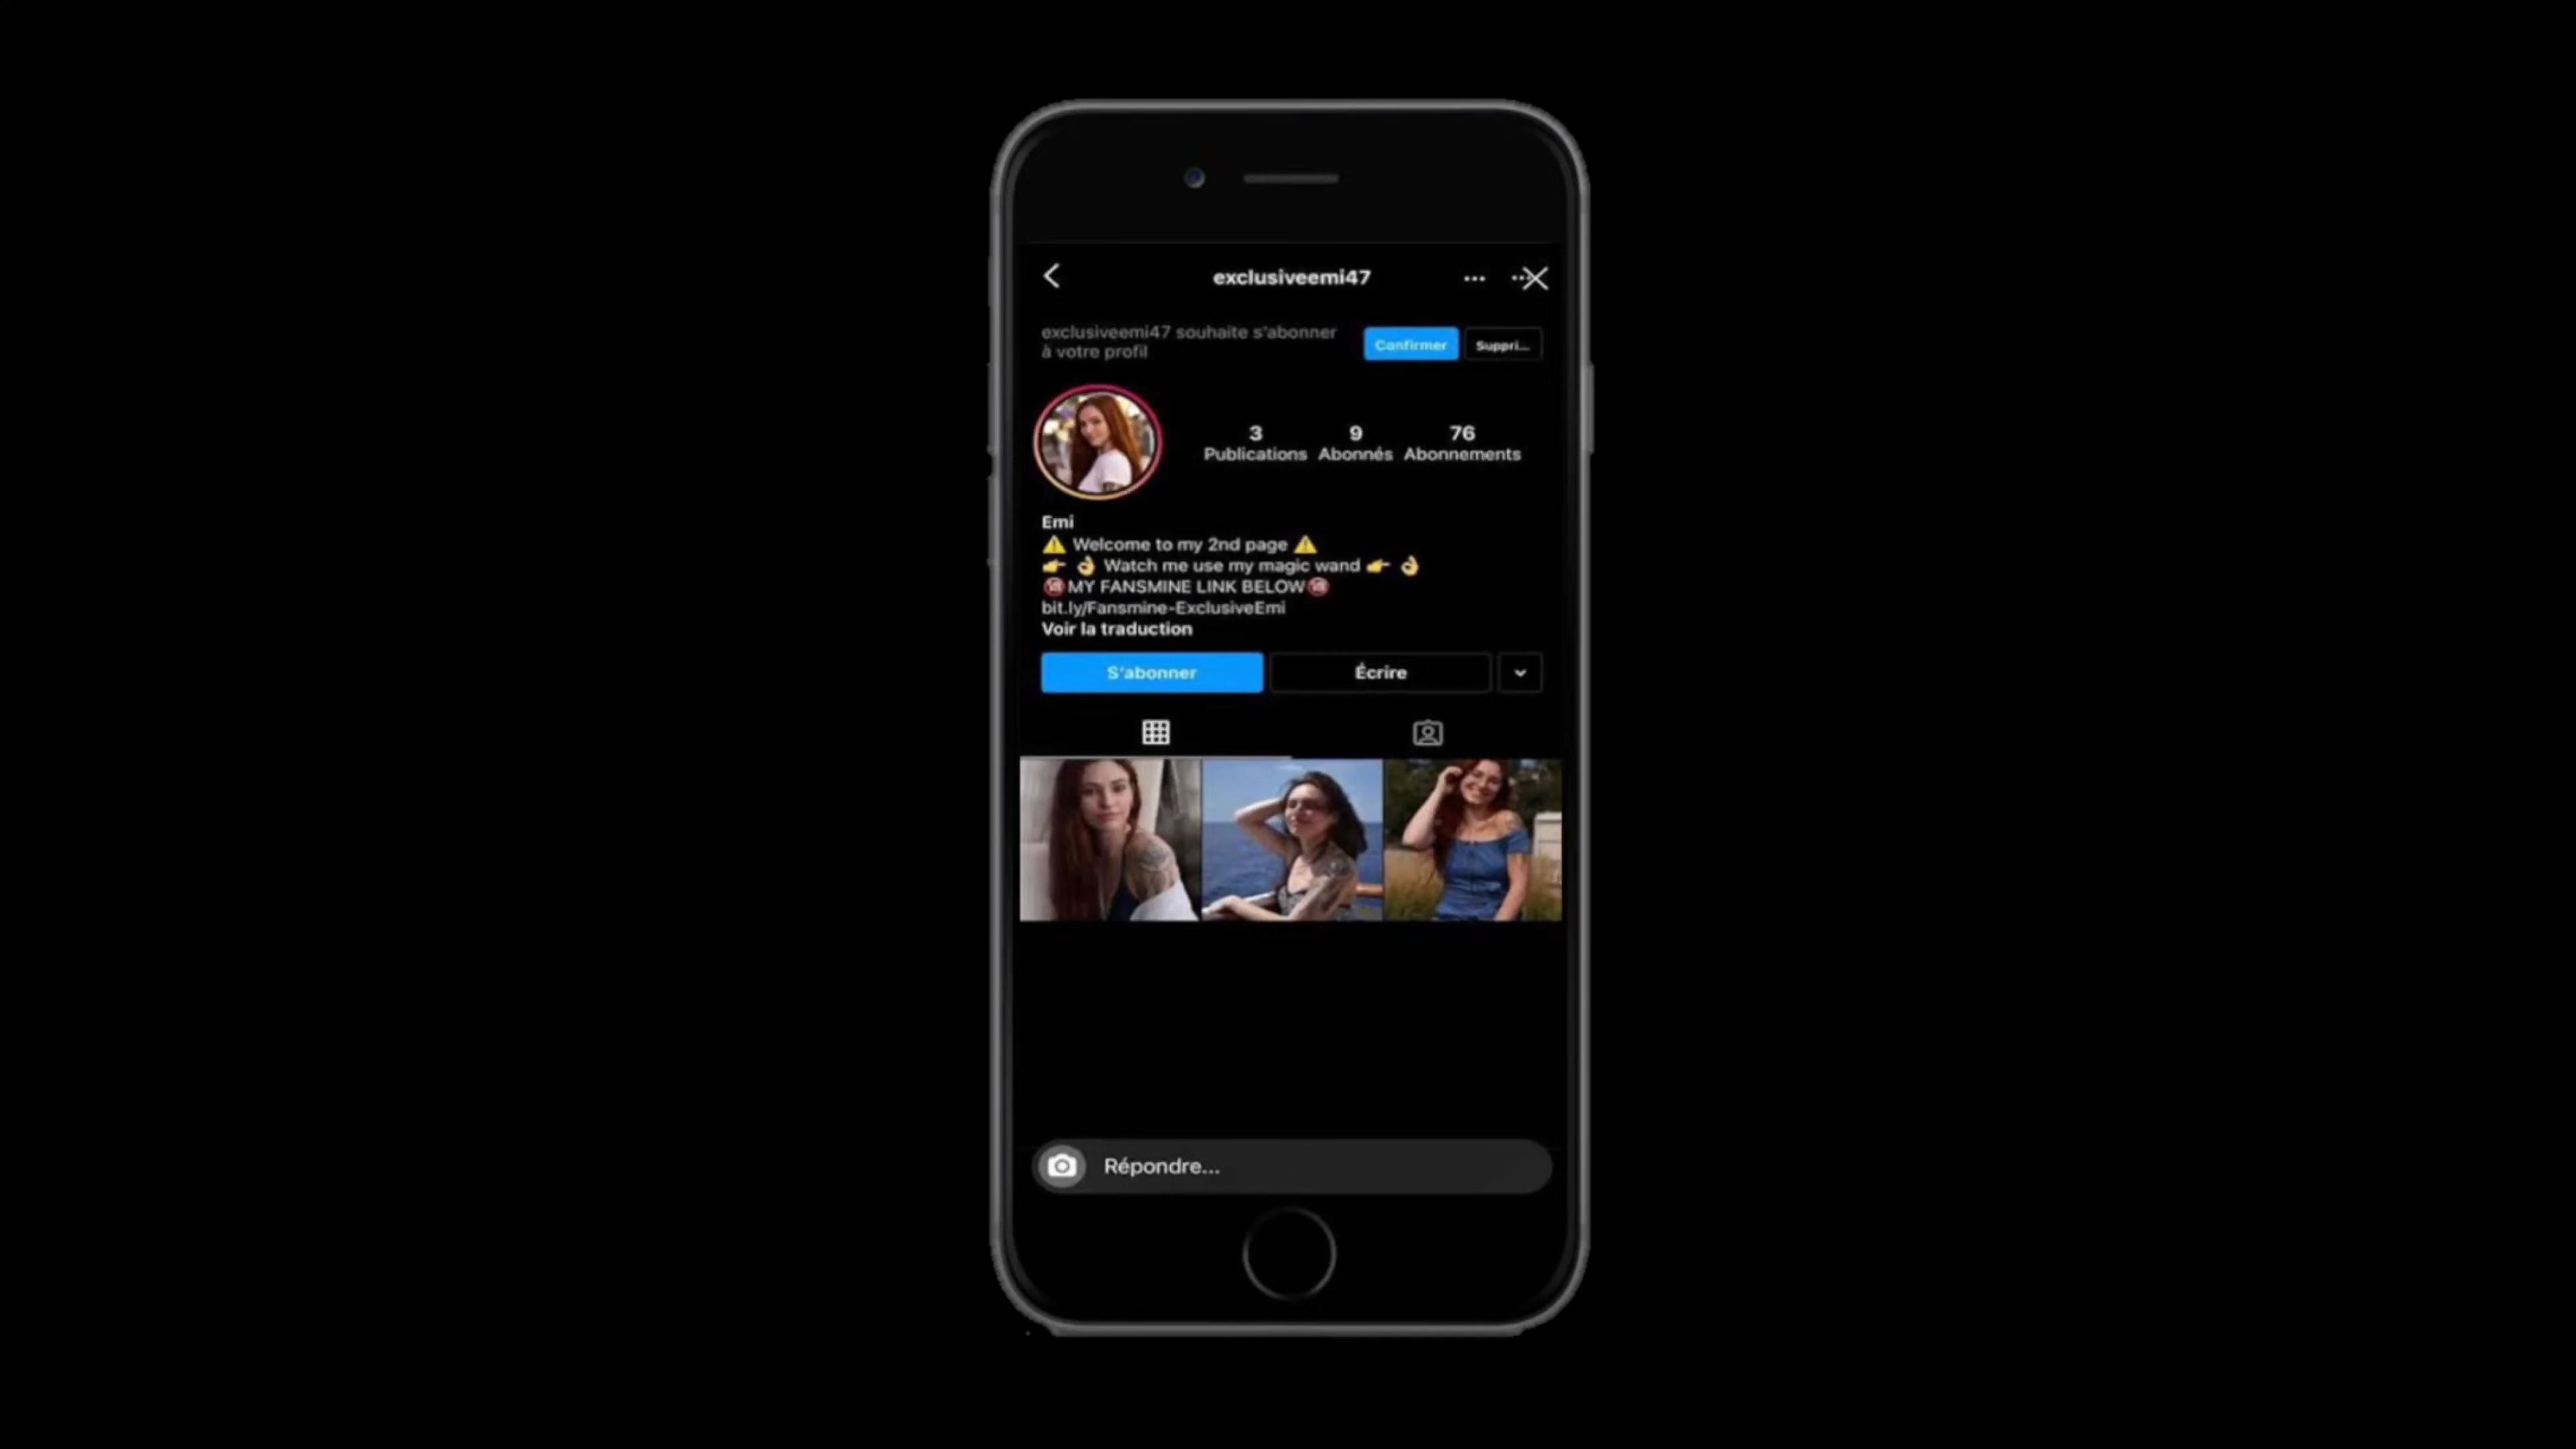 exclusiveemi47
exclusiveemi47 souhaite s'abonner
à votre profil
Confirmer
Suppri...
3
Publications
9
Abonnés
76
Abonnements
Emi
⚠️ Welcome to my 2nd page ⚠️
👉 👌 Watch me use my magic wand 👉 👌
🔞MY FANSMINE LINK BELOW🔞
bit.ly/Fansmine-ExclusiveEmi
Voir la traduction
S'abonner
Écrire
Répondre...